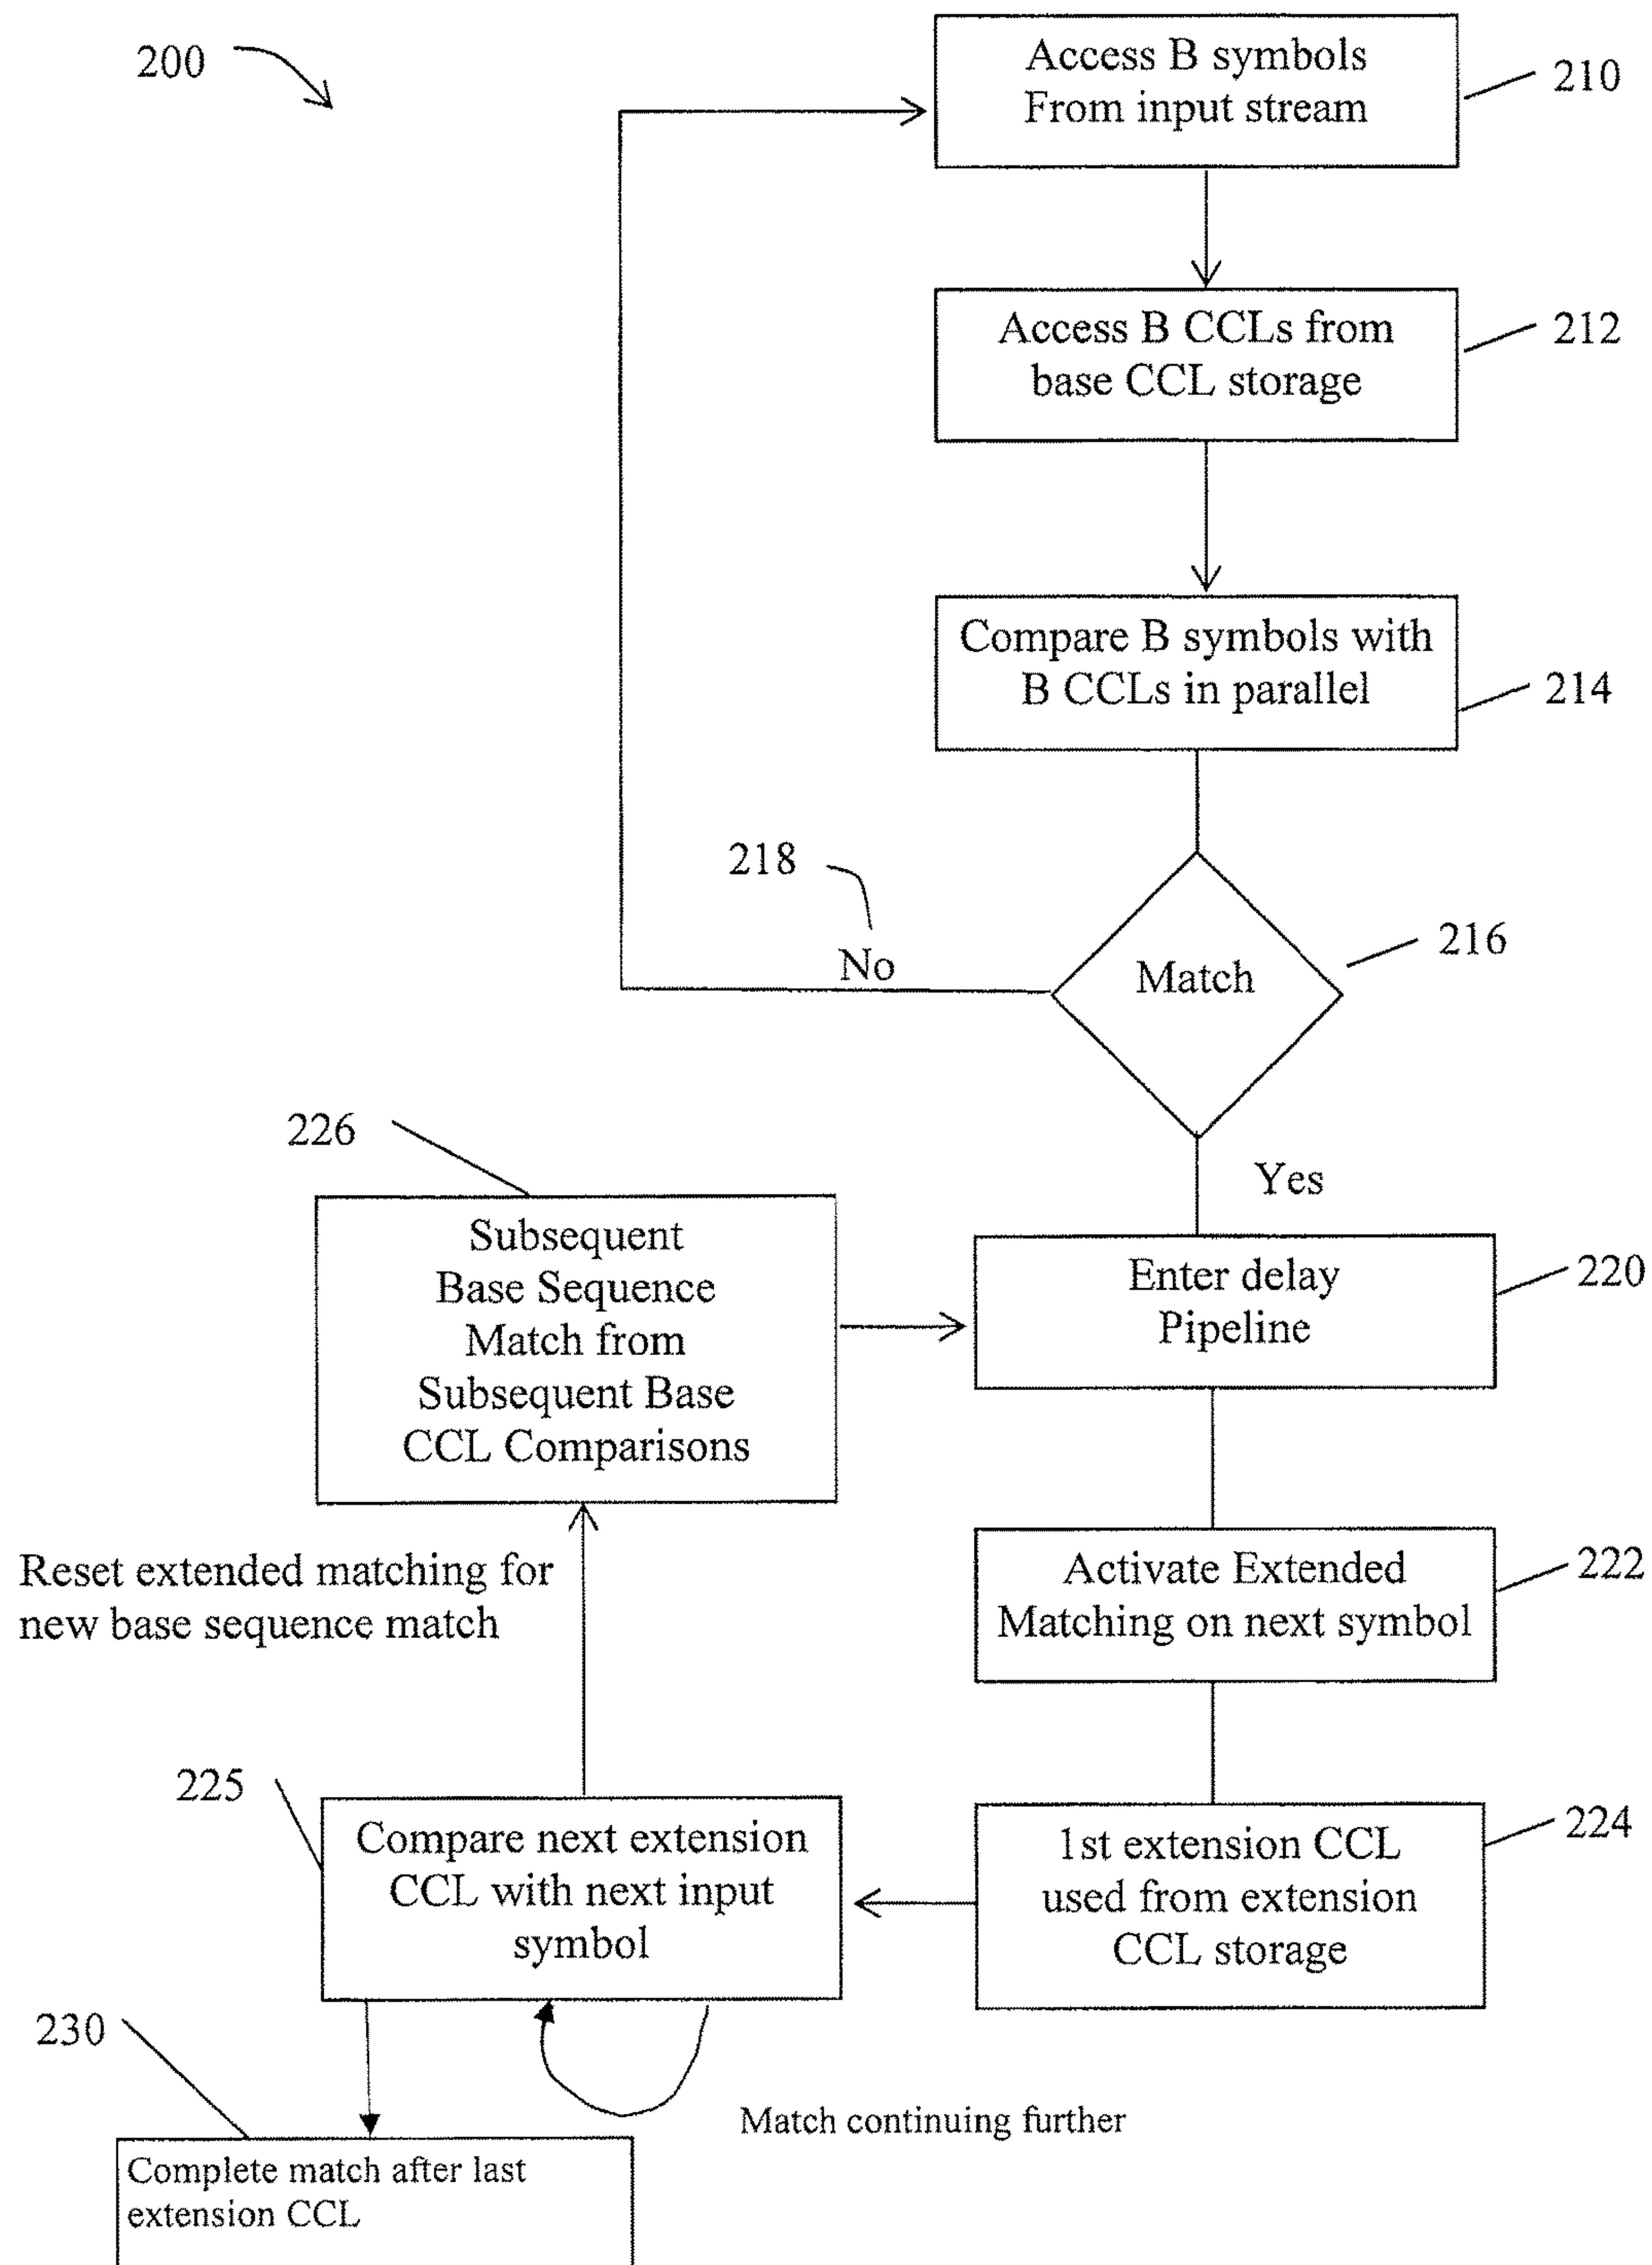 200
Access B symbols
From input stream
210
Access B CCLs from
base CCL storage
212
Compare B symbols with
B CCLs in parallel
214
218
No
Match
216
Yes
226
Subsequent
Base Sequence
Match from
Subsequent Base
CCL Comparisons
Enter delay
Pipeline
220
Reset extended matching for
new base sequence match
Activate Extended
Matching on next symbol
222
225
Compare next extension
CCL with next input
symbol
1st extension CCL
used from extension
CCL storage
224
230
Match continuing further
Complete match after last
extension CCL